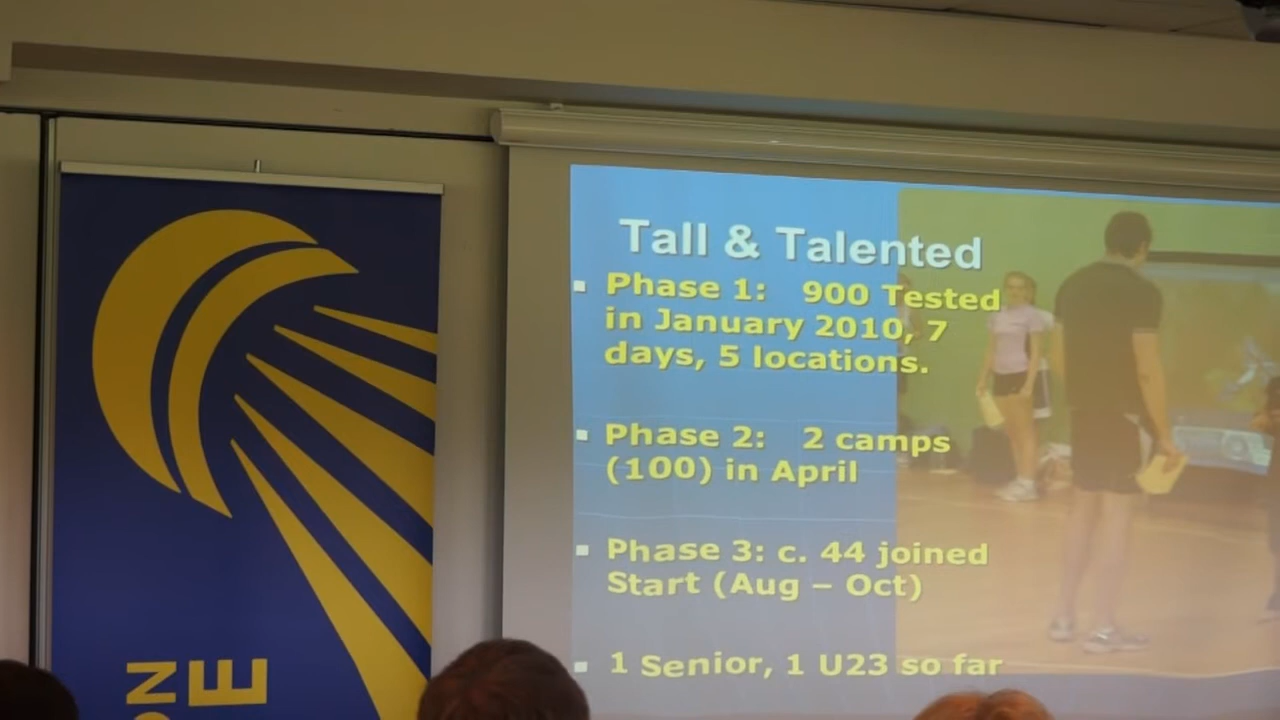 Tall & Talented
Phase 1: 900 Tested
in January 2010, 7
days, 5 locations.
Phase 2: 2 camps
(100) in April
Phase 3: c. 44 joined
Start (Aug – Oct)
1 Senior, 1 U23 so far